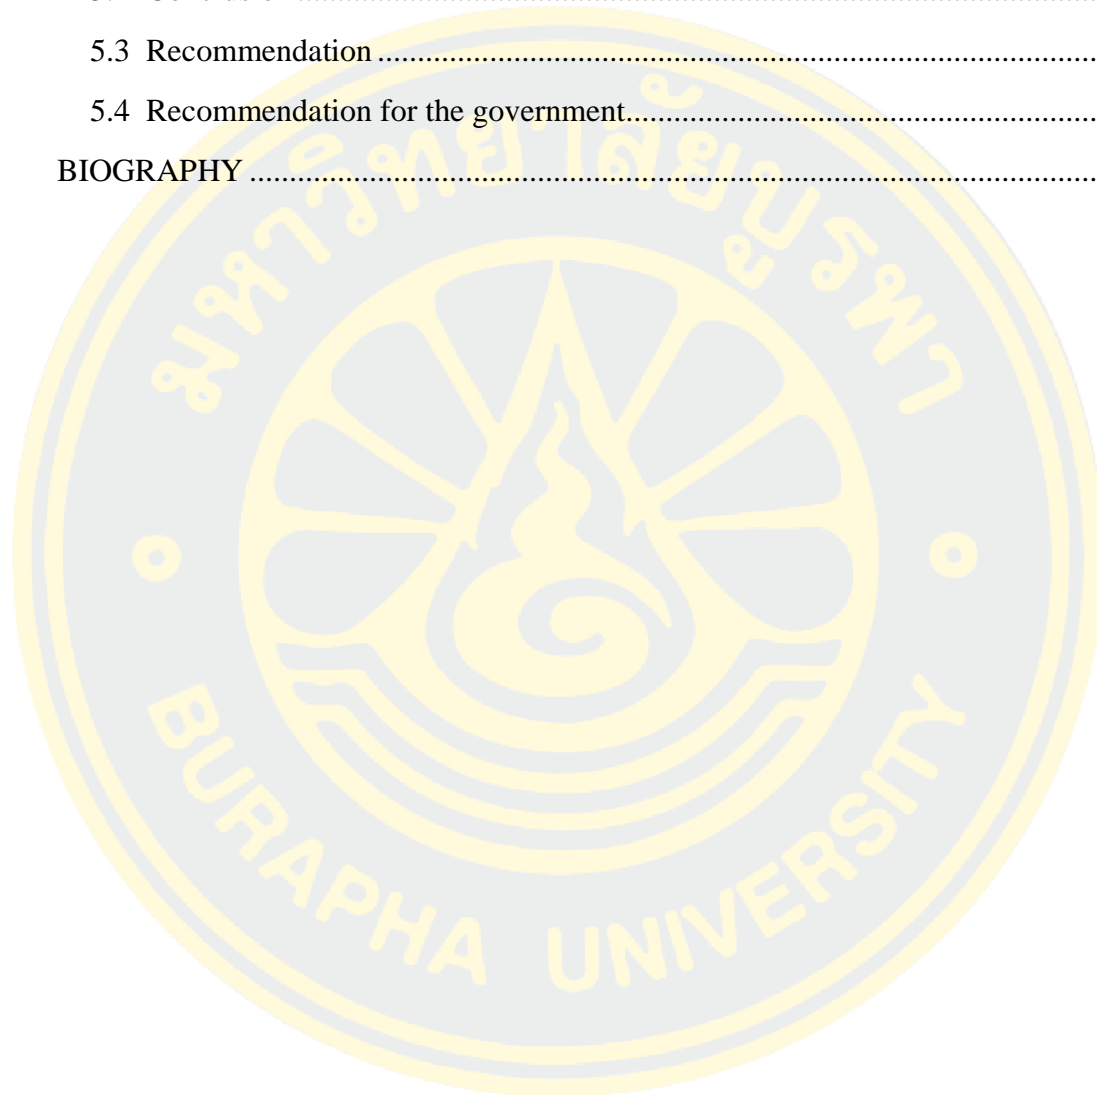 5.3 Recommendation ....................................................................................
5.4 Recommendation for the government....................................................
BIOGRAPHY ..................................................................................................
มหาวิทยาลัยบูรพา
BURAPHA UNIVERSITY